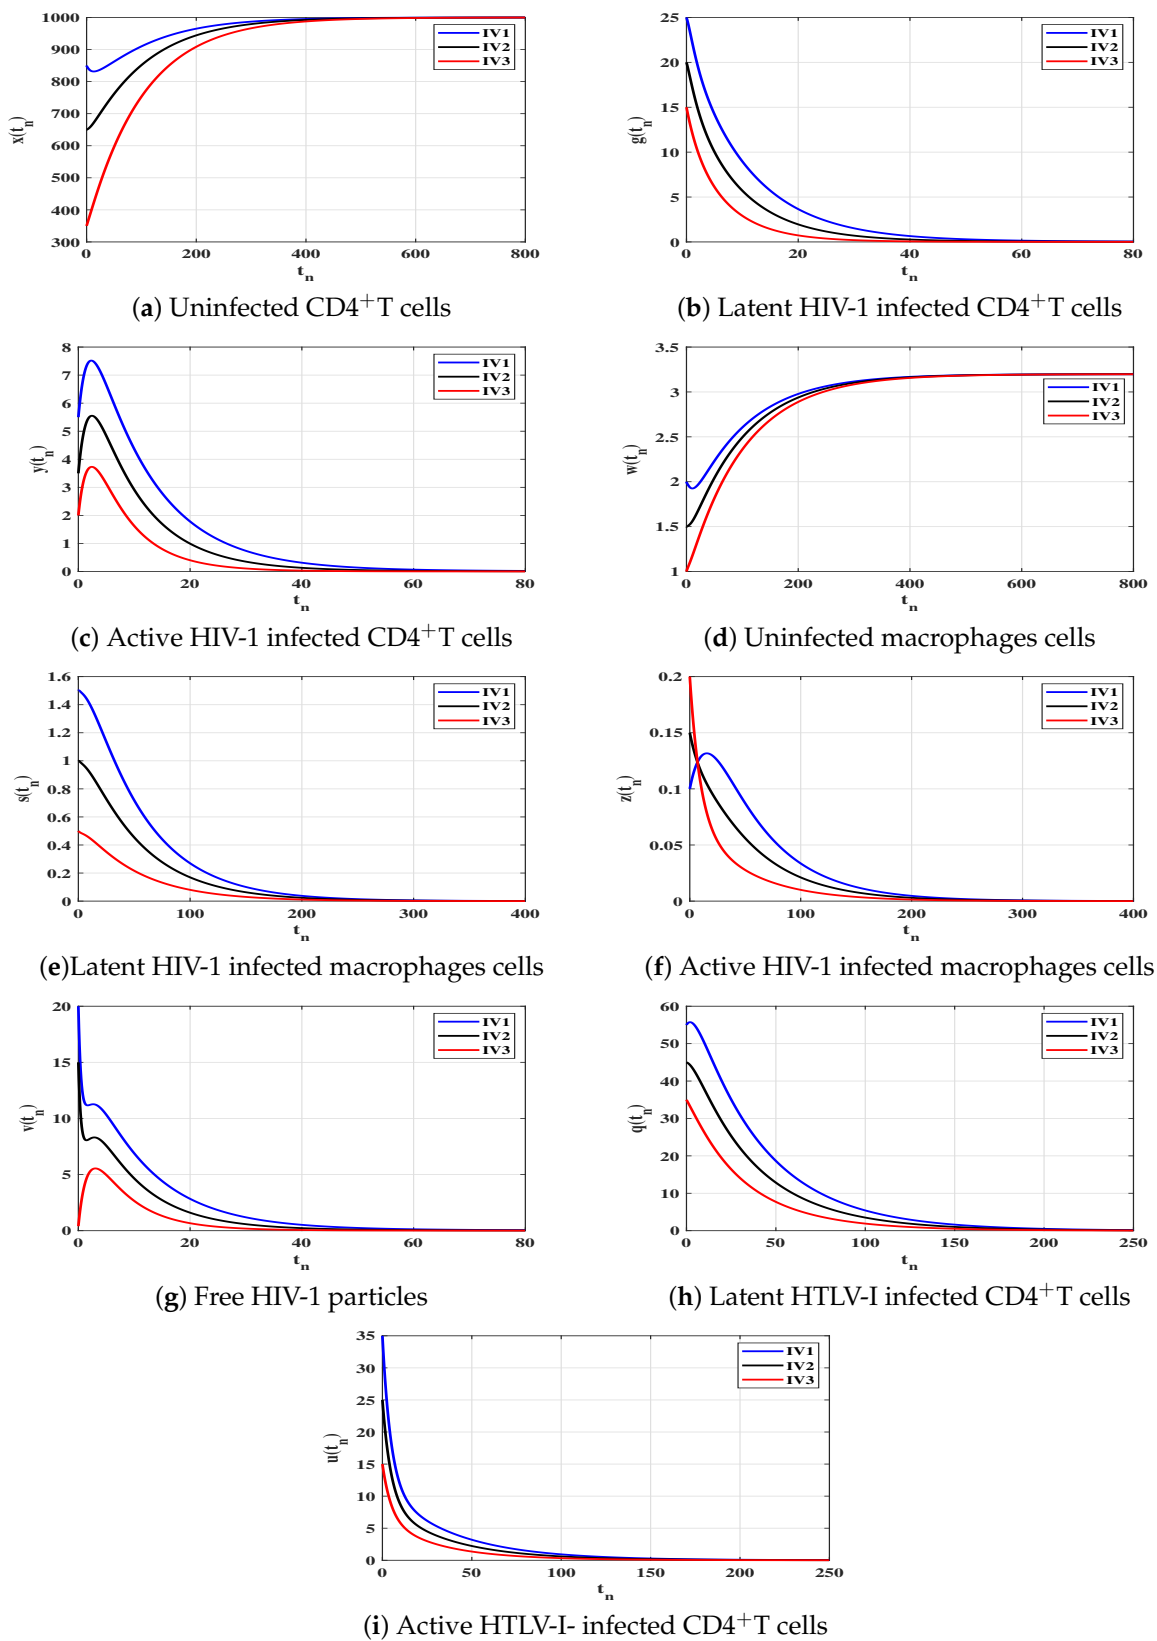 1000
900
800
700
600
500
400
300
x(t_n)
0 200 400 600 800
t_n
IV1
IV2
IV3
(a) Uninfected CD4⁺T cells
25
20
15
10
5
0
g(t_n)
0 20 40 60 80
t_n
IV1
IV2
IV3
(b) Latent HIV-1 infected CD4⁺T cells
8
7
6
5
4
3
2
1
0
y(t_n)
0 20 40 60 80
t_n
IV1
IV2
IV3
(c) Active HIV-1 infected CD4⁺T cells
3.5
3
2.5
2
1.5
1
w(t_n)
0 200 400 600 800
t_n
IV1
IV2
IV3
(d) Uninfected macrophages cells
1.6
1.4
1.2
1
0.8
0.6
0.4
0.2
0
s(t_n)
0 100 200 300 400
t_n
IV1
IV2
IV3
(e)Latent HIV-1 infected macrophages cells
0.2
0.15
0.1
0.05
0
z(t_n)
0 100 200 300 400
t_n
IV1
IV2
IV3
(f) Active HIV-1 infected macrophages cells
20
15
10
5
0
v(t_n)
0 20 40 60 80
t_n
IV1
IV2
IV3
(g) Free HIV-1 particles
60
50
40
30
20
10
0
q(t_n)
0 50 100 150 200 250
t_n
IV1
IV2
IV3
(h) Latent HTLV-I infected CD4⁺T cells
35
30
25
20
15
10
5
0
u(t_n)
0 50 100 150 200 250
t_n
IV1
IV2
IV3
(i) Active HTLV-I- infected CD4⁺T cells